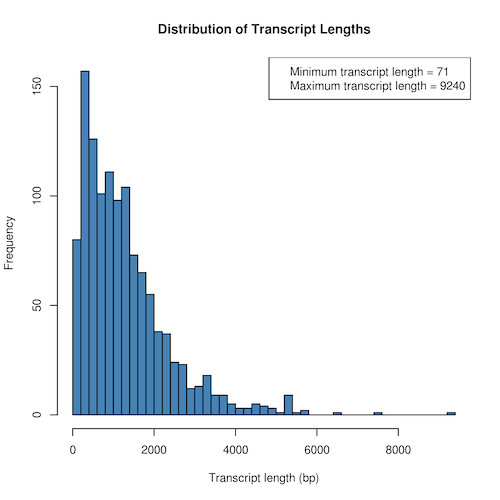 Distribution of Transcript Lengths
Minimum transcript length = 71
Maximum transcript length = 9240
Frequency
150
100
50
0
0 2000 4000 6000 8000
Transcript length (bp)